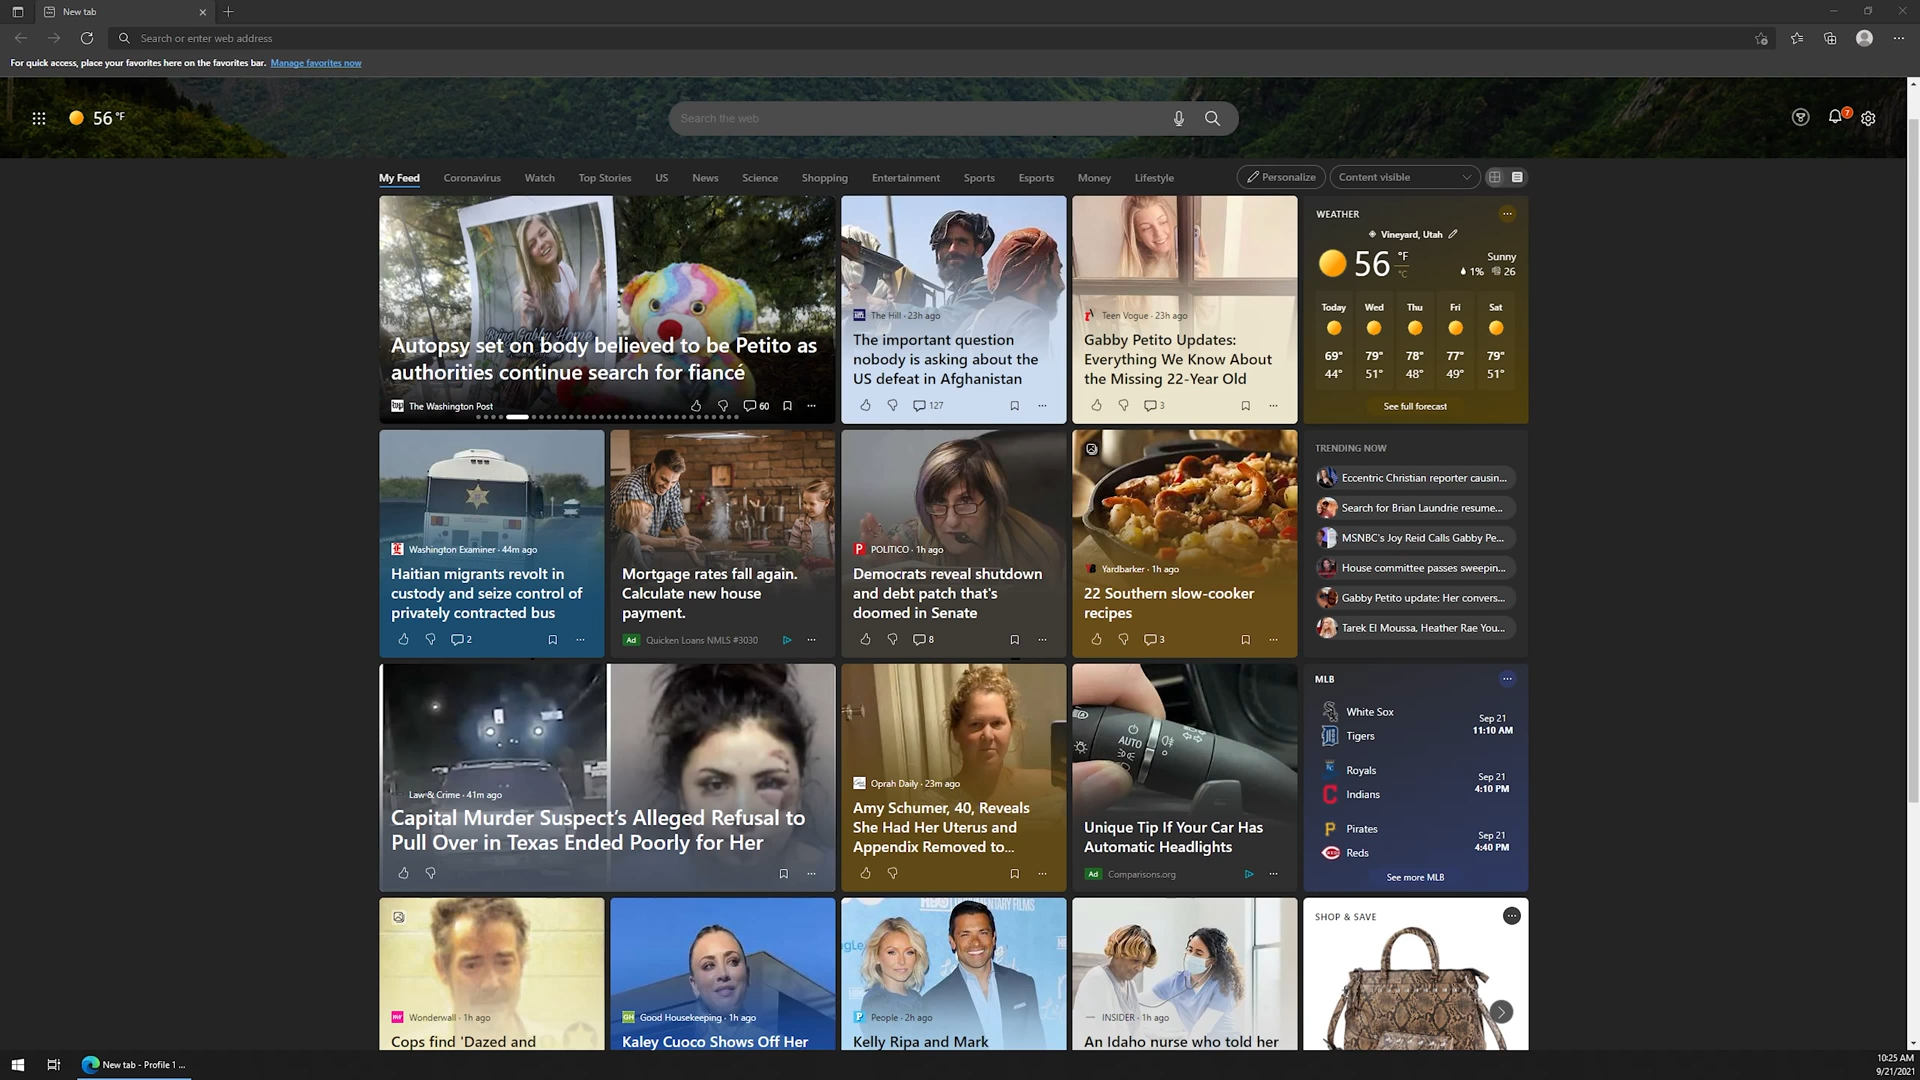 New tab
Search or enter web address
For quick access, place your favorites here on the favorites bar. Manage favorites now
56 °F
Search the web
7
My Feed
Coronavirus
Watch
Top Stories
US
News
Science
Shopping
Entertainment
Sports
Esports
Money
Lifestyle
Personalize
Content visible
Bring Gabby Home
Autopsy set on body believed to be Petito as
authorities continue search for fiancé
The Washington Post
60
The Hill · 23h ago
The important question
nobody is asking about the
US defeat in Afghanistan
127
Teen Vogue · 23h ago
Gabby Petito Updates:
Everything We Know About
the Missing 22-Year Old
3
WEATHER
Vineyard, Utah
56 °F
°C
Sunny
1% 26
Today Wed Thu Fri Sat
69° 79° 78° 77° 79°
44° 51° 48° 49° 51°
See full forecast
Washington Examiner · 44m ago
Haitian migrants revolt in
custody and seize control of
privately contracted bus
2
Mortgage rates fall again.
Calculate new house
payment.
Ad Quicken Loans NMLS #3030
POLITICO · 1h ago
Democrats reveal shutdown
and debt patch that's
doomed in Senate
8
Yardbarker · 1h ago
22 Southern slow-cooker
recipes
3
TRENDING NOW
Eccentric Christian reporter causin...
Search for Brian Laundrie resume...
MSNBC's Joy Reid Calls Gabby Pe...
House committee passes sweepin...
Gabby Petito update: Her convers...
Tarek El Moussa, Heather Rae You...
Law & Crime · 41m ago
Capital Murder Suspect's Alleged Refusal to
Pull Over in Texas Ended Poorly for Her
Oprah Daily · 23m ago
Amy Schumer, 40, Reveals
She Had Her Uterus and
Appendix Removed to...
AUTO
Unique Tip If Your Car Has
Automatic Headlights
Ad Comparisons.org
MLB
White Sox
Tigers
Sep 21
11:10 AM
Royals
Indians
Sep 21
4:10 PM
Pirates
Reds
Sep 21
4:40 PM
See more MLB
Wonderwall · 1h ago
Cops find 'Dazed and
Good Housekeeping · 1h ago
Kaley Cuoco Shows Off Her
People · 2h ago
Kelly Ripa and Mark
INSIDER · 1h ago
An Idaho nurse who told her
SHOP & SAVE
New tab - Profile 1 ...
10:25 AM
9/21/2021